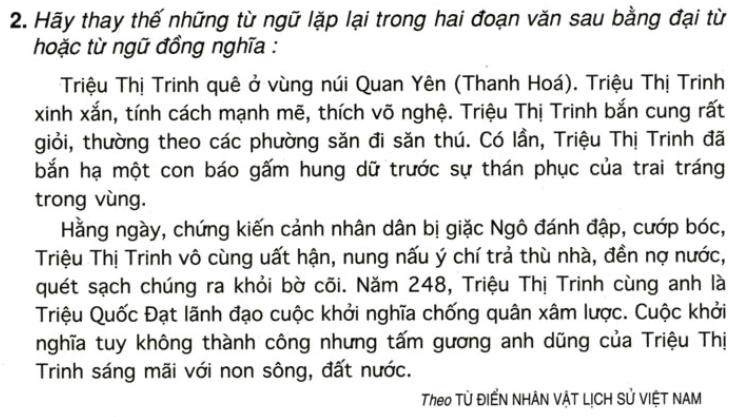 2. Hãy thay thế những từ ngữ lặp lại trong hai đoạn văn sau bằng đại từ
hoặc từ ngữ đồng nghĩa :
Triệu Thị Trinh quê ở vùng núi Quan Yên (Thanh Hoá). Triệu Thị Trinh
xinh xắn, tính cách mạnh mẽ, thích võ nghệ. Triệu Thị Trinh bắn cung rất
giỏi, thường theo các phường săn đi săn thú. Có lần, Triệu Thị Trinh đã
bắn hạ một con báo gấm hung dữ trước sự thán phục của trai tráng
trong vùng.
Hằng ngày, chứng kiến cảnh nhân dân bị giặc Ngô đánh đập, cướp bóc,
Triệu Thị Trinh vô cùng uất hận, nung nấu ý chí trả thù nhà, đền nợ nước,
quét sạch chúng ra khỏi bờ cõi. Năm 248, Triệu Thị Trinh cùng anh là
Triệu Quốc Đạt lãnh đạo cuộc khởi nghĩa chống quân xâm lược. Cuộc khởi
nghĩa tuy không thành công nhưng tấm gương anh dũng của Triệu Thị
Trinh sáng mãi với non sông, đất nước.
Theo TỪ ĐIỂN NHÂN VẬT LỊCH SỬ VIỆT NAM